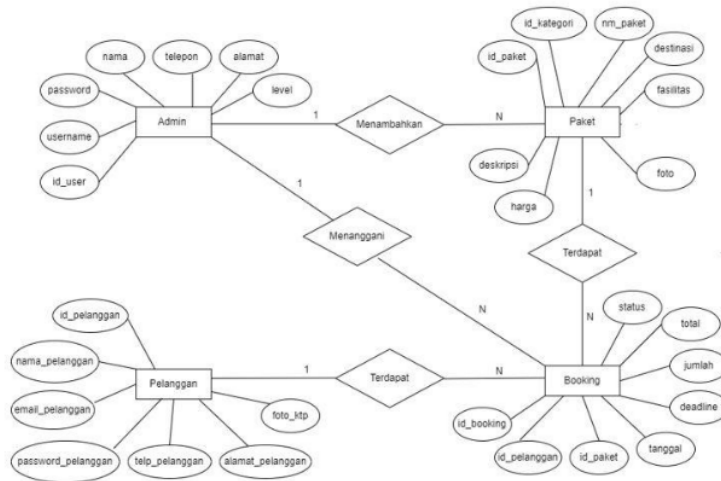 nama
telepon
alamat
password
level
Admin
username
id_user
1
Menambahkan
N
id_kategori
nm_paket
id_paket
destinasi
fasilitas
Paket
deskripsi
harga
foto
1
Menanggani
N
1
Terdapat
N
id_pelanggan
nama_pelanggan
Pelanggan
email_pelanggan
foto_ktp
password_pelanggan
telp_pelanggan
alamat_pelanggan
1
Terdapat
N
status
total
jumlah
Booking
deadline
id_booking
tanggal
id_pelanggan
id_paket